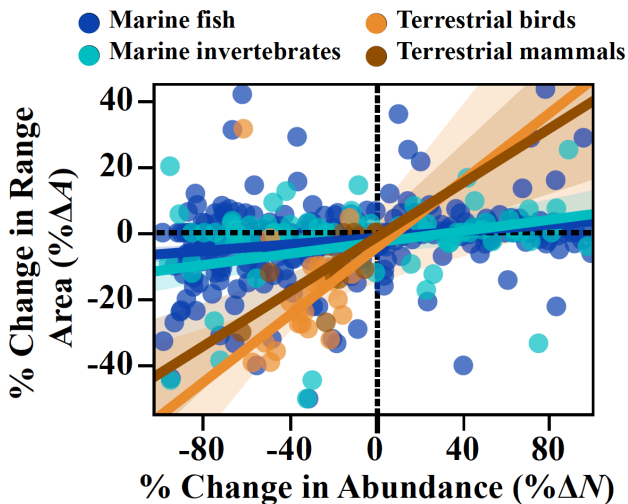 Marine fish
Terrestrial birds
Marine invertebrates
Terrestrial mammals
% Change in Range
Area (%ΔA)
40
20
0
-20
-40
-80
-40
0
40
80
% Change in Abundance (%ΔN)